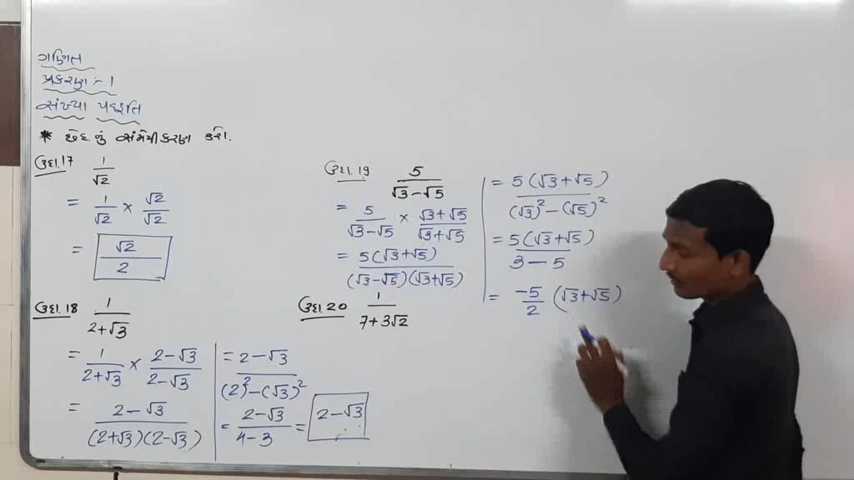 ગણિત
પ્રકરણ :- 1
સંખ્યા પદ્ધતિ
* છેદનું સંમેયીકરણ કરો.
ઉદા.17 1/√2
= 1/√2 × √2/√2
= √2/2
ઉદા.18 1/(2+√3)
= 1/(2+√3) × (2-√3)/(2-√3)
= (2-√3)/((2+√3)(2-√3))
= (2-√3)/((2)²-(√3)²)
= (2-√3)/(4-3) = 2-√3
ઉદા.19 5/(√3-√5)
= 5/(√3-√5) × (√3+√5)/(√3+√5)
= 5(√3+√5)/((√3-√5)(√3+√5))
= 5(√3+√5)/((√3)²-(√5)²)
= 5(√3+√5)/(3-5)
= -5/2 (√3+√5)
ઉદા.20 1/(7+3√2)